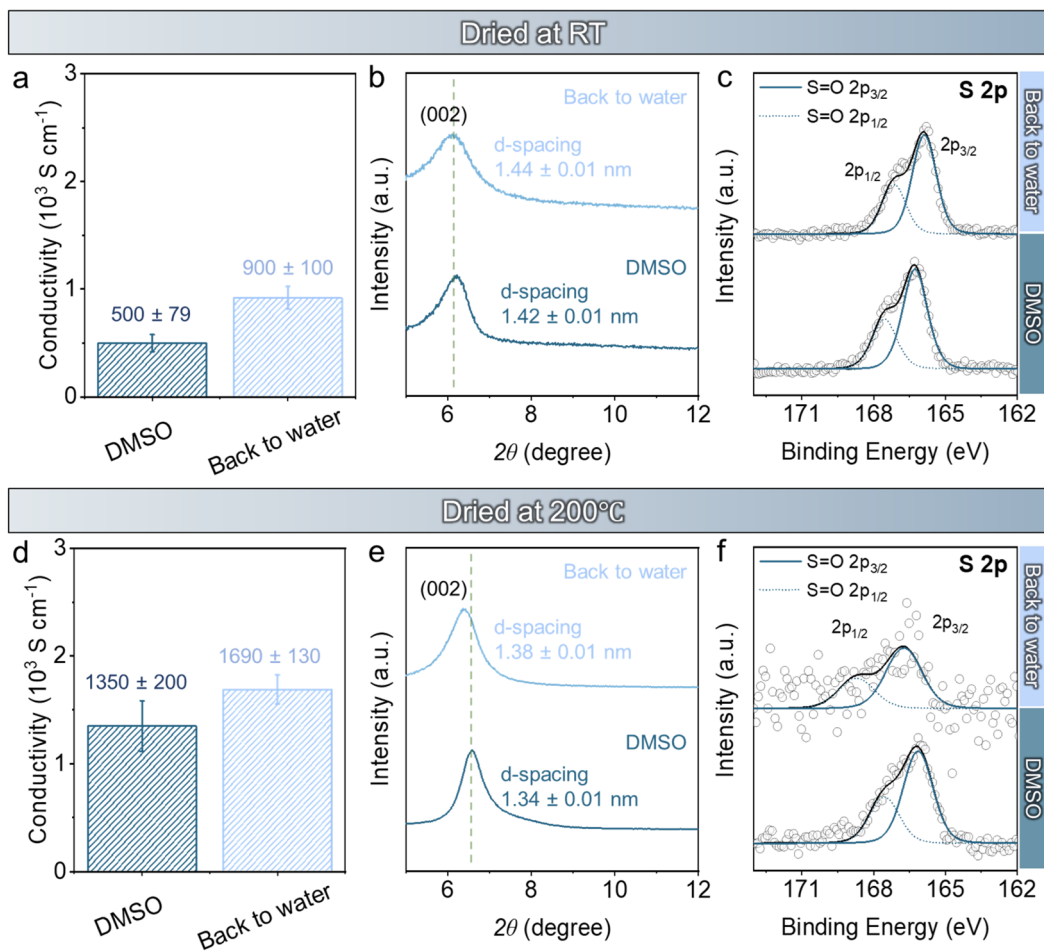 Dried at RT
a
Conductivity (10³ S cm⁻¹)
3
2
1
0
500 ± 79
900 ± 100
DMSO
Back to water
b
Intensity (a.u.)
(002)
Back to water
d-spacing
1.44 ± 0.01 nm
DMSO
d-spacing
1.42 ± 0.01 nm
6
8
10
12
2θ (degree)
c
Intensity (a.u.)
S=O 2p₃/₂
S=O 2p₁/₂
S 2p
2p₁/₂
2p₃/₂
171
168
165
162
Binding Energy (eV)
Back to water
DMSO
Dried at 200℃
d
Conductivity (10³ S cm⁻¹)
3
2
1
0
1350 ± 200
1690 ± 130
DMSO
Back to water
e
Intensity (a.u.)
(002)
Back to water
d-spacing
1.38 ± 0.01 nm
DMSO
d-spacing
1.34 ± 0.01 nm
6
8
10
12
2θ (degree)
f
Intensity (a.u.)
S=O 2p₃/₂
S=O 2p₁/₂
S 2p
2p₁/₂
2p₃/₂
171
168
165
162
Binding Energy (eV)
Back to water
DMSO